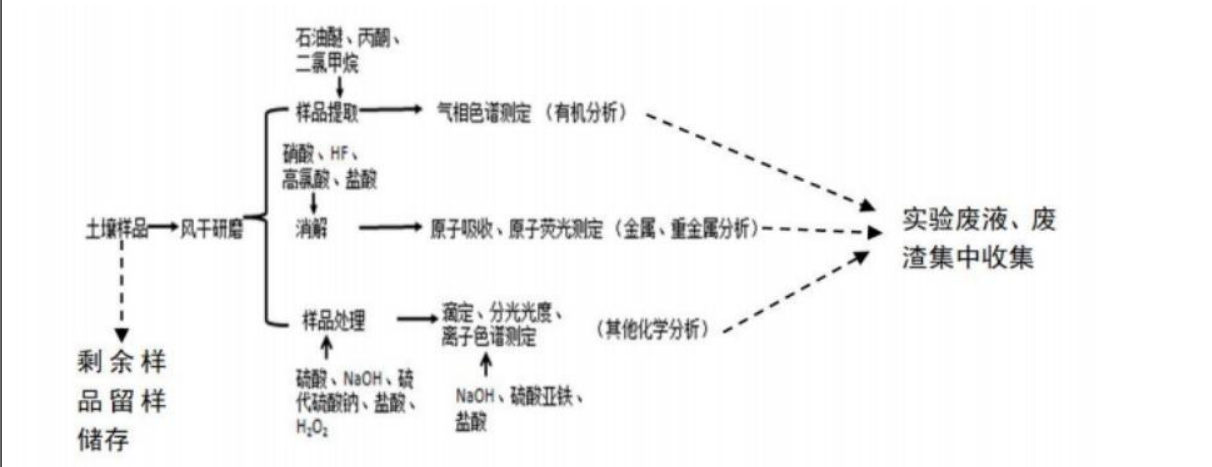 石油醚、丙酮、
二氯甲烷
样品提取
气相色谱测定（有机分析）
硝酸、HF、
高氯酸、盐酸
土壤样品
风干研磨
消解
原子吸收、原子荧光测定（金属、重金属分析）
实验废液、废
渣集中收集
样品处理
滴定、分光光度、
离子色谱测定
（其他化学分析）
剩余样
品留样
储存
硫酸、NaOH、硫
代硫酸钠、盐酸、
H₂O₂
NaOH、硫酸亚铁、
盐酸